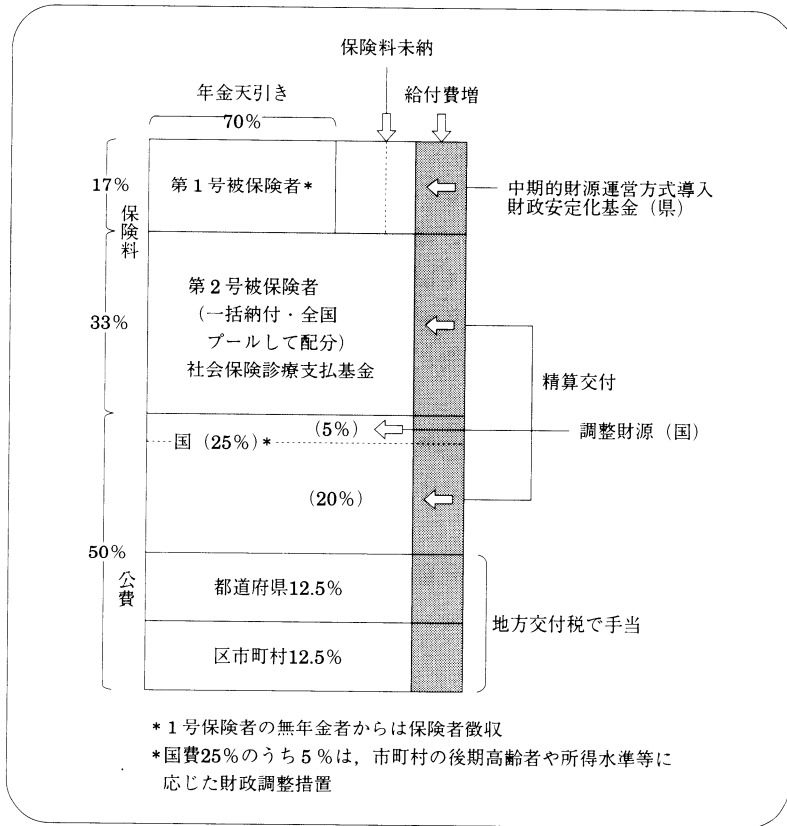 保険料未納
年金天引き
給付費増
70%
17%
第1号被保険者*
中期的財源運営方式導入
財政安定化基金（県）
保険料
33%
第2号被保険者
（一括納付・全国
プールして配分）
社会保険診療支払基金
精算交付
(5%)
調整財源（国）
国（25%）*
(20%)
50%
公費
都道府県12.5%
地方交付税で手当
区市町村12.5%
*1号保険者の無年金者からは保険者徴収
*国費25%のうち5%は，市町村の後期高齢者や所得水準等に
応じた財政調整措置